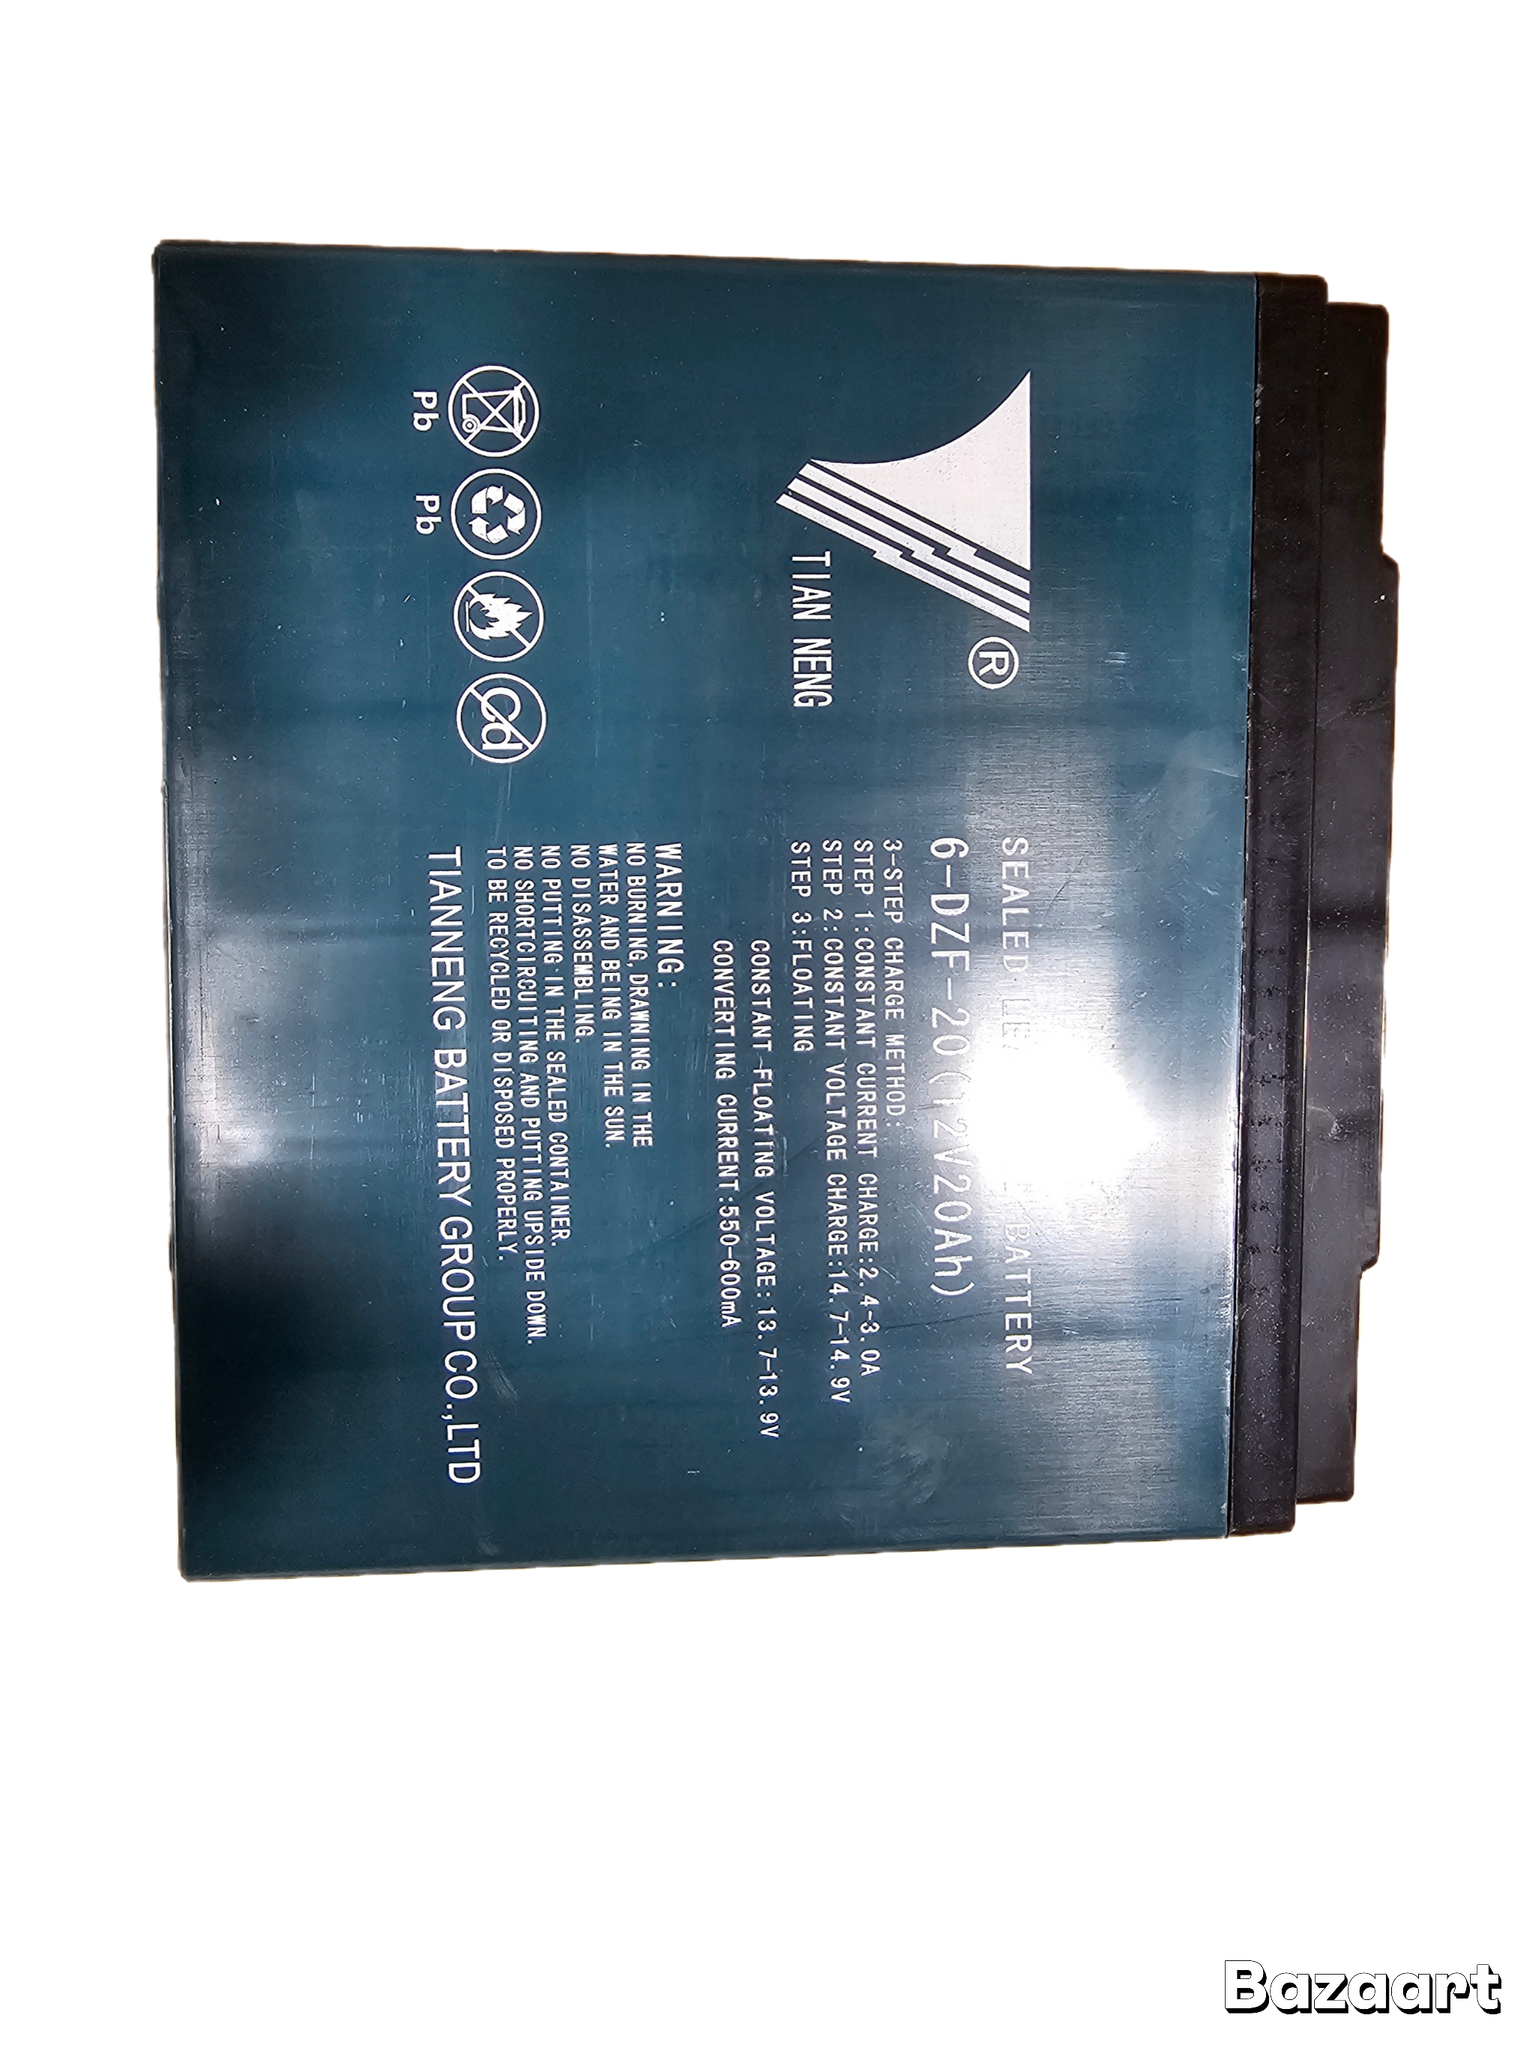 ®
TIAN NENG
SEALED BATTERY
6-DZF-20(12V20Ah)
3-STEP CHARGE METHOD:
STEP 1:CONSTANT CURRENT CHARGE:2.4-3.0A
STEP 2:CONSTANT VOLTAGE CHARGE:14.7-14.9V
STEP 3:FLOATING
CONSTANT FLOATING VOLTAGE:13.7-13.9V
CONVERTING CURRENT:550-600mA
WARNING:
NO BURNING,DRAWNING IN THE
WATER AND BEING IN THE SUN.
NO DISASSEMBLING.
NO PUTTING IN THE SEALED CONTAINER.
NO SHORTCIRCUITING AND PUTTING UPSIDE DOWN.
TO BE RECYCLED OR DISPOSED PROPERLY.
TIANNENG BATTERY GROUP CO.,LTD
Cd
Pb Pb
Bazaart